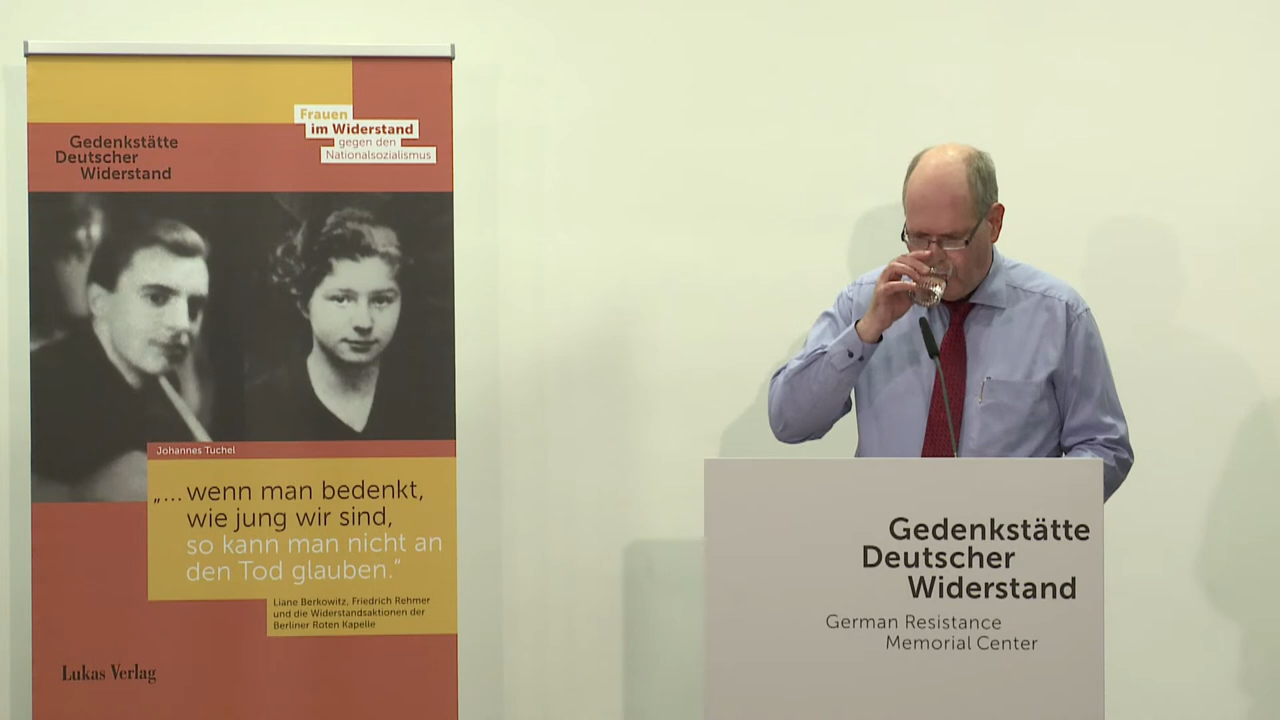 Frauen
im Widerstand
gegen den
Nationalsozialismus
Gedenkstätte
Deutscher
Widerstand
Johannes Tuchel
„... wenn man bedenkt,
wie jung wir sind,
so kann man nicht an
den Tod glauben.“
Liane Berkowitz, Friedrich Rehmer
und die Widerstandsaktionen der
Berliner Roten Kapelle
Lukas Verlag
Gedenkstätte
Deutscher
Widerstand
German Resistance
Memorial Center